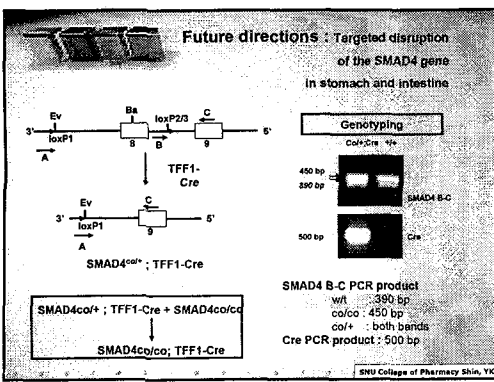 Future directions : Targeted disruption
of the SMAD4 gene
in stomach and intestine
Ev
Ba
loxP2/3
C
3'
5'
loxP1
8
B
9
A
TFF1-
Cre
Ev
C
3'
5'
loxP1
9
A
SMAD4co/+ ; TFF1-Cre
SMAD4co/+ ; TFF1-Cre + SMAD4co/co
SMAD4co/co; TFF1-Cre
Genotyping
Co/+;Cre +/+
450 bp
390 bp
SMAD4 B-C
500 bp
Cre
SMAD4 B-C PCR product
w/t : 390 bp
co/co : 450 bp
co/+ : both bands
Cre PCR product : 500 bp
SNU College of Pharmacy Shin, YK